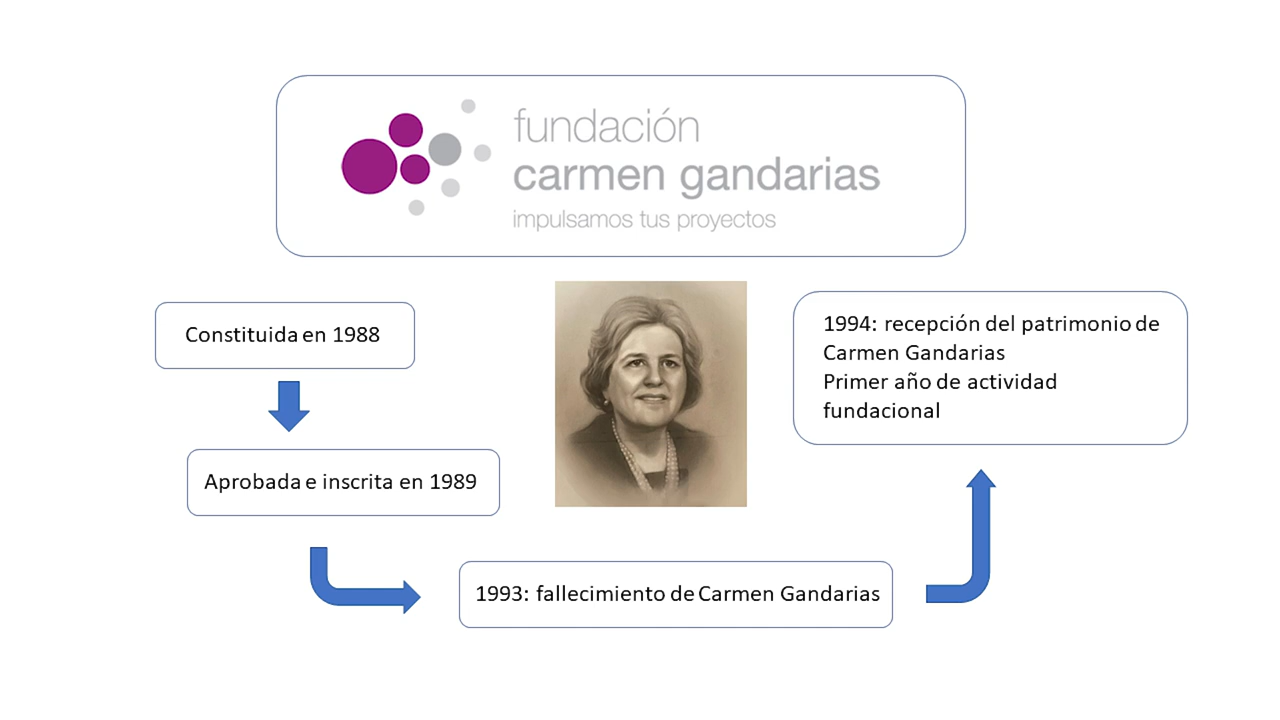 fundación
carmen gandarias
impulsamos tus proyectos
Constituida en 1988
Aprobada e inscrita en 1989
1993: fallecimiento de Carmen Gandarias
1994: recepción del patrimonio de
Carmen Gandarias
Primer año de actividad
fundacional